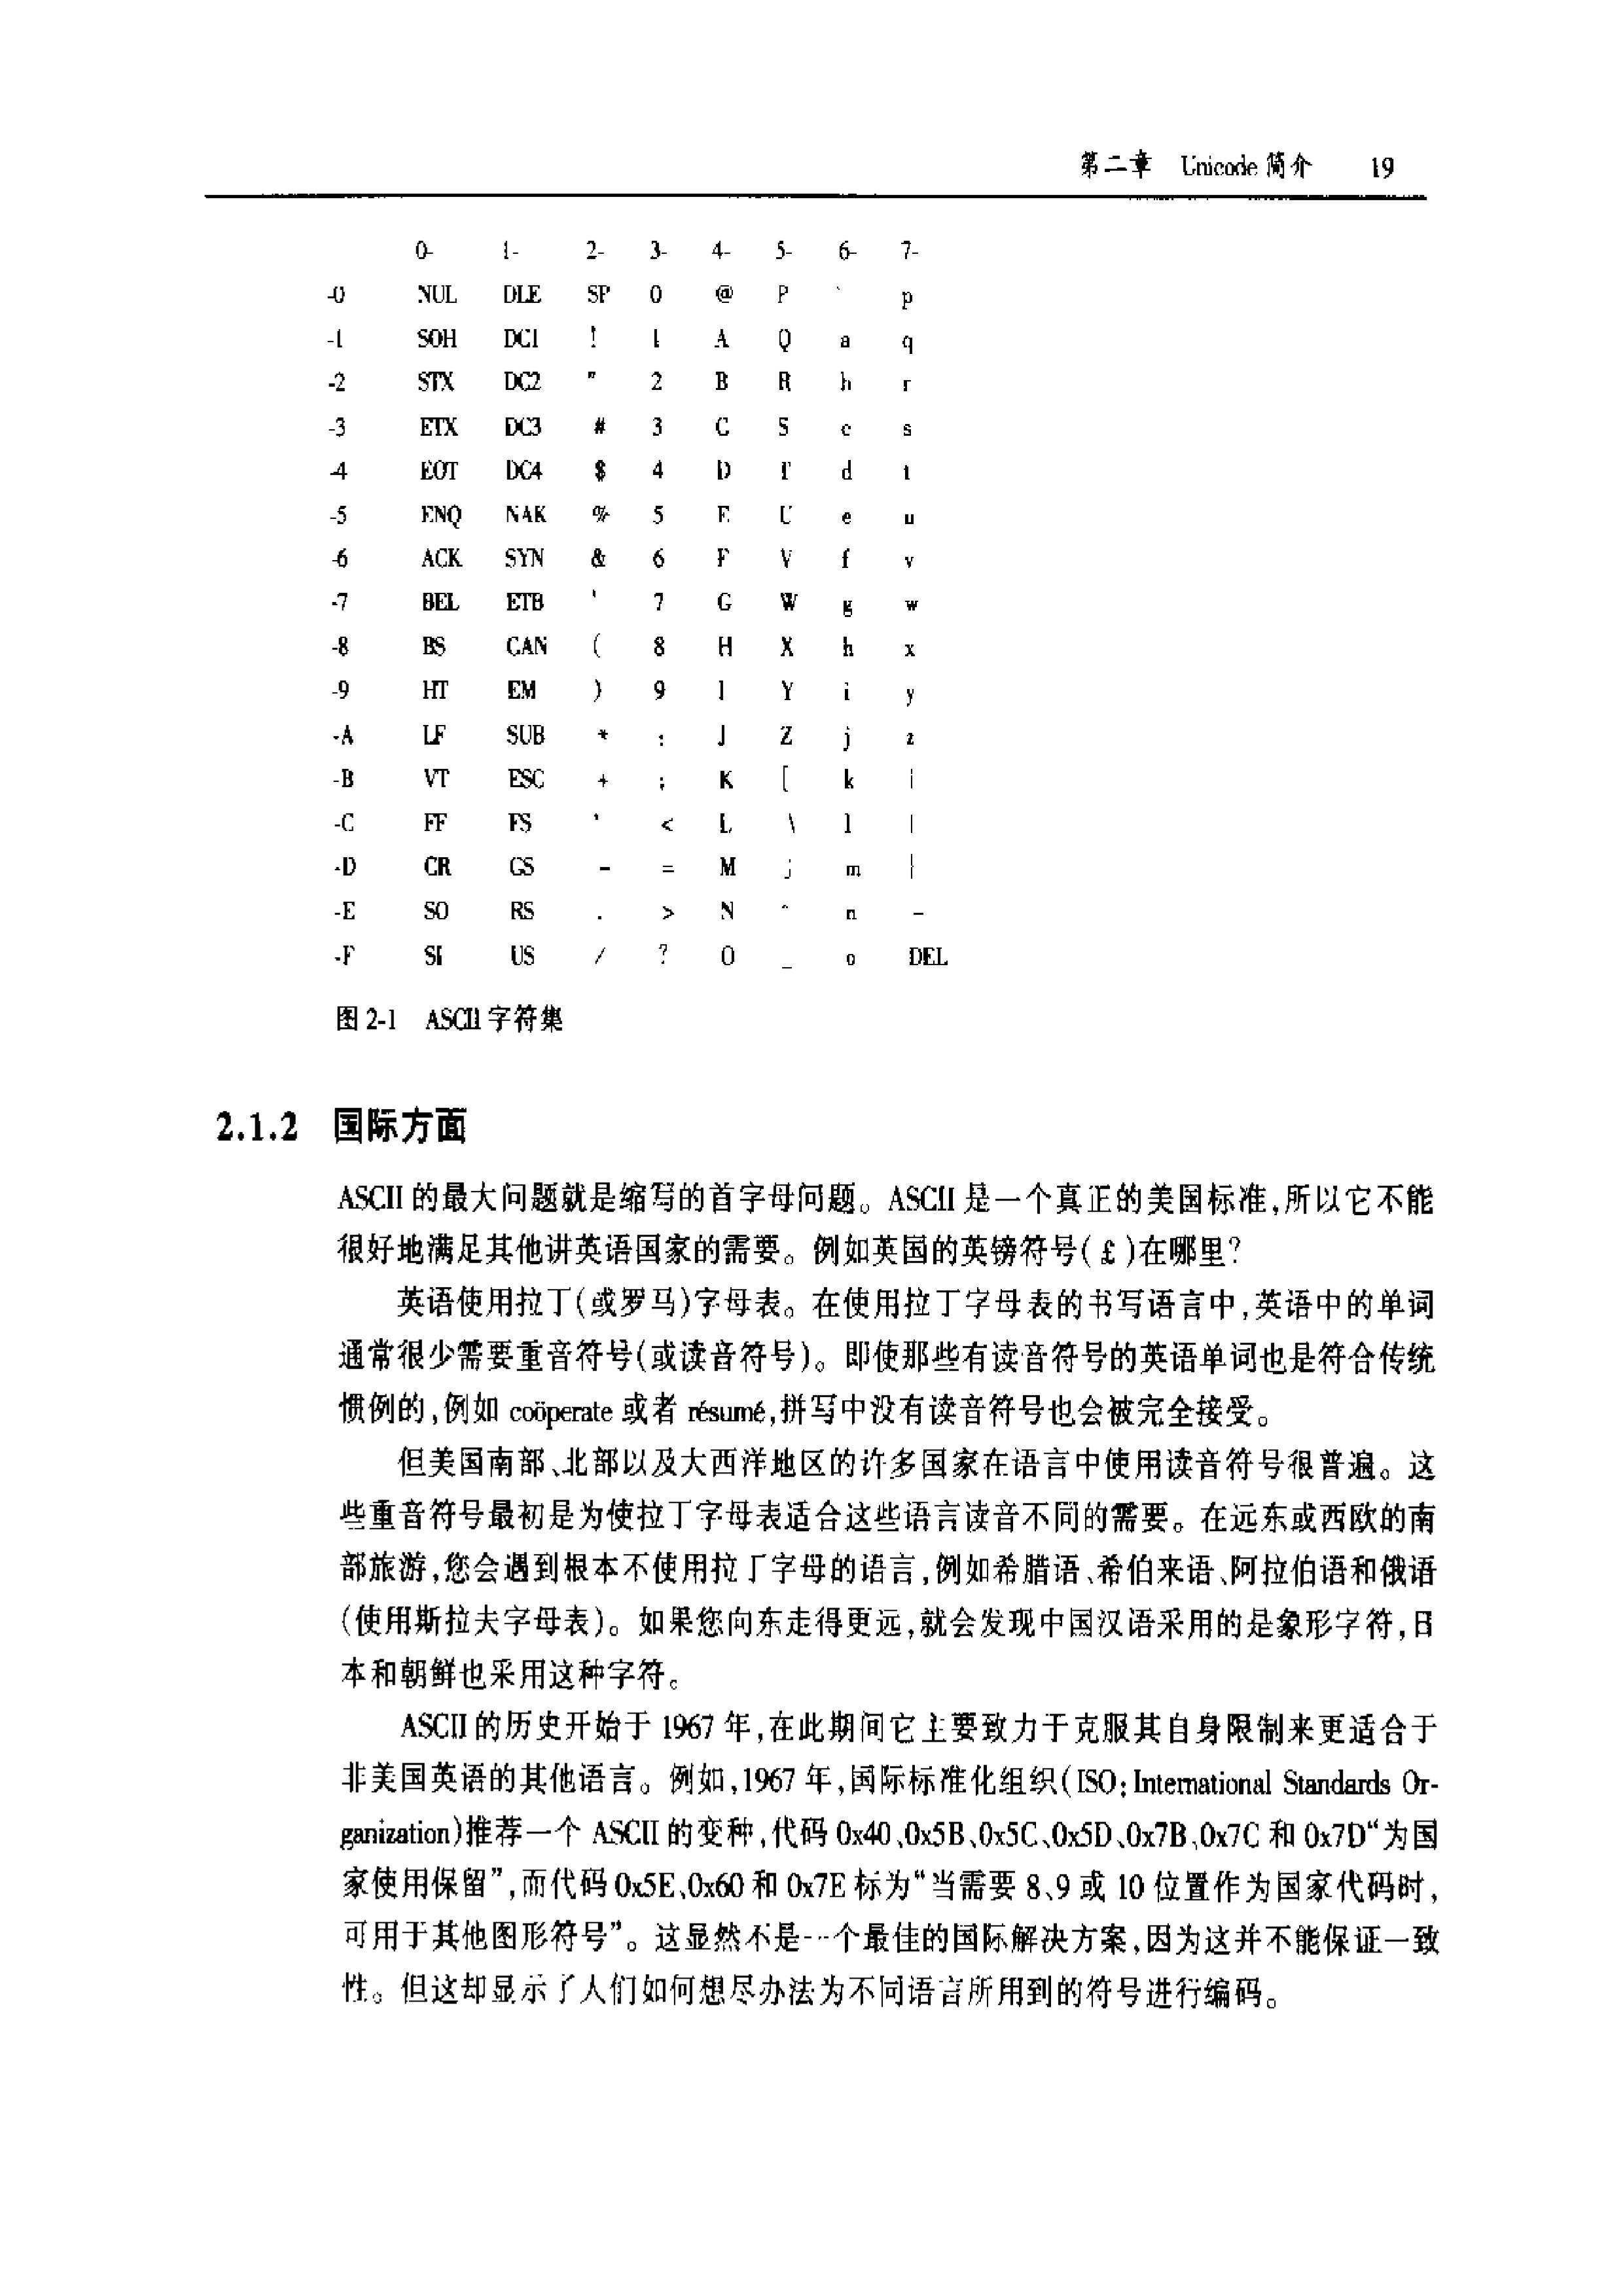 第二章 Unicode 简介 19
0- 1- 2- 3- 4- 5- 6- 7-
-0 NUL DLE SP 0 @ P ` p
-1 SOH DC1 ! 1 A Q a q
-2 STX DC2 " 2 B R b r
-3 ETX DC3 # 3 C S c s
-4 EOT DC4 $ 4 D T d t
-5 ENQ NAK % 5 E U e u
-6 ACK SYN & 6 F V f v
-7 BEL ETB ' 7 G W g w
-8 BS CAN ( 8 H X h x
-9 HT EM ) 9 I Y i y
-A LF SUB * : J Z j z
-B VT ESC + ; K [ k {
-C FF FS ' < L \ l |
-D CR GS - = M ] m }
-E SO RS . > N ^ n ~
-F SI US / ? O _ o DEL
图 2-1 ASCII 字符集
2.1.2 国际方面
ASCII 的最大问题就是缩写的首字母问题。ASCII 是一个真正的美国标准,所以它不能
很好地满足其他讲英语国家的需要。例如英国的英镑符号(£)在哪里?
英语使用拉丁(或罗马)字母表。在使用拉丁字母表的书写语言中,英语中的单词
通常很少需要重音符号(或读音符号)。即使那些有读音符号的英语单词也是符合传统
惯例的,例如 coöperate 或者 résumé,拼写中没有读音符号也会被完全接受。
但美国南部、北部以及大西洋地区的许多国家在语言中使用读音符号很普遍。这
些重音符号最初是为使拉丁字母表适合这些语言读音不同的需要。在远东或西欧的南
部旅游,您会遇到根本不使用拉丁字母的语言,例如希腊语、希伯来语、阿拉伯语和俄语
(使用斯拉夫字母表)。如果您向东走得更远,就会发现中国汉语采用的是象形字符,日
本和朝鲜也采用这种字符。
ASCII 的历史开始于 1967 年,在此期间它主要致力于克服其自身限制来更适合于
非美国英语的其他语言。例如,1967 年,国际标准化组织(ISO:International Standards Or-
ganization)推荐一个 ASCII 的变种,代码 0x40、0x5B、0x5C、0x5D、0x7B、0x7C 和 0x7D“为国
家使用保留”,而代码 0x5E、0x60 和 0x7E 标为“当需要 8、9 或 10 位置作为国家代码时,
可用于其他图形符号”。这显然不是一个最佳的国际解决方案,因为这并不能保证一致
性。但这却显示了人们如何想尽办法为不同语言所用到的符号进行编码。